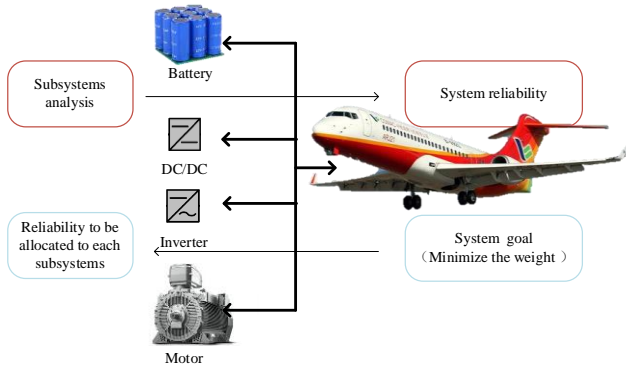 Battery
Subsystems
analysis
System reliability
DC/DC
Reliability to be
allocated to each
subsystems
Inverter
System goal
（Minimize the weight ）
Motor